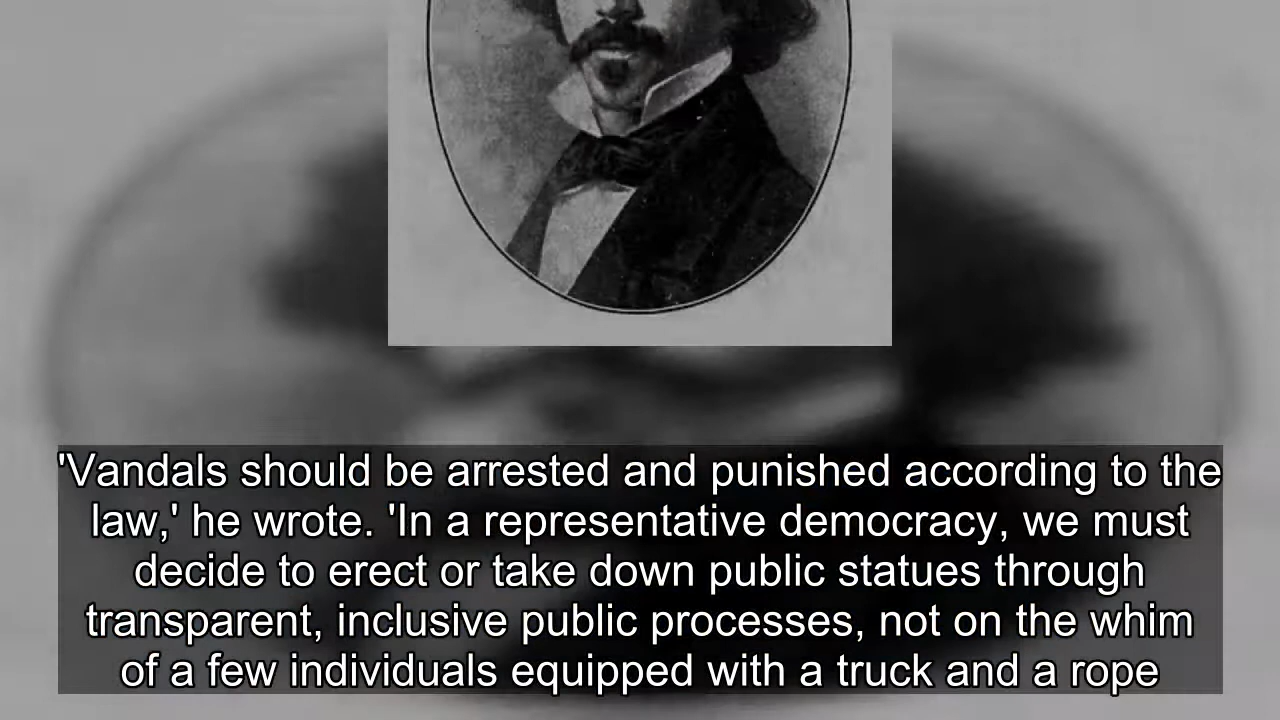 'Vandals should be arrested and punished according to the
law,' he wrote. 'In a representative democracy, we must
decide to erect or take down public statues through
transparent, inclusive public processes, not on the whim
of a few individuals equipped with a truck and a rope